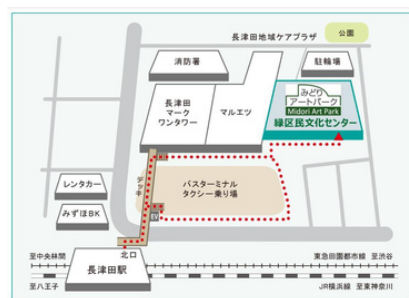 公園
長津田地域ケアプラザ
消防署
駐輪場
長津田
マーク
ワンタワー
マルエツ
みどり
アートパーク
Midori Art Park
緑区民文化センター
デッキ
レンタカー
バスターミナル
タクシー乗り場
みずほBK
EV
北口
至中央林間
東急田園都市線 至渋谷
長津田駅
至八王子
JR横浜線 至東神奈川